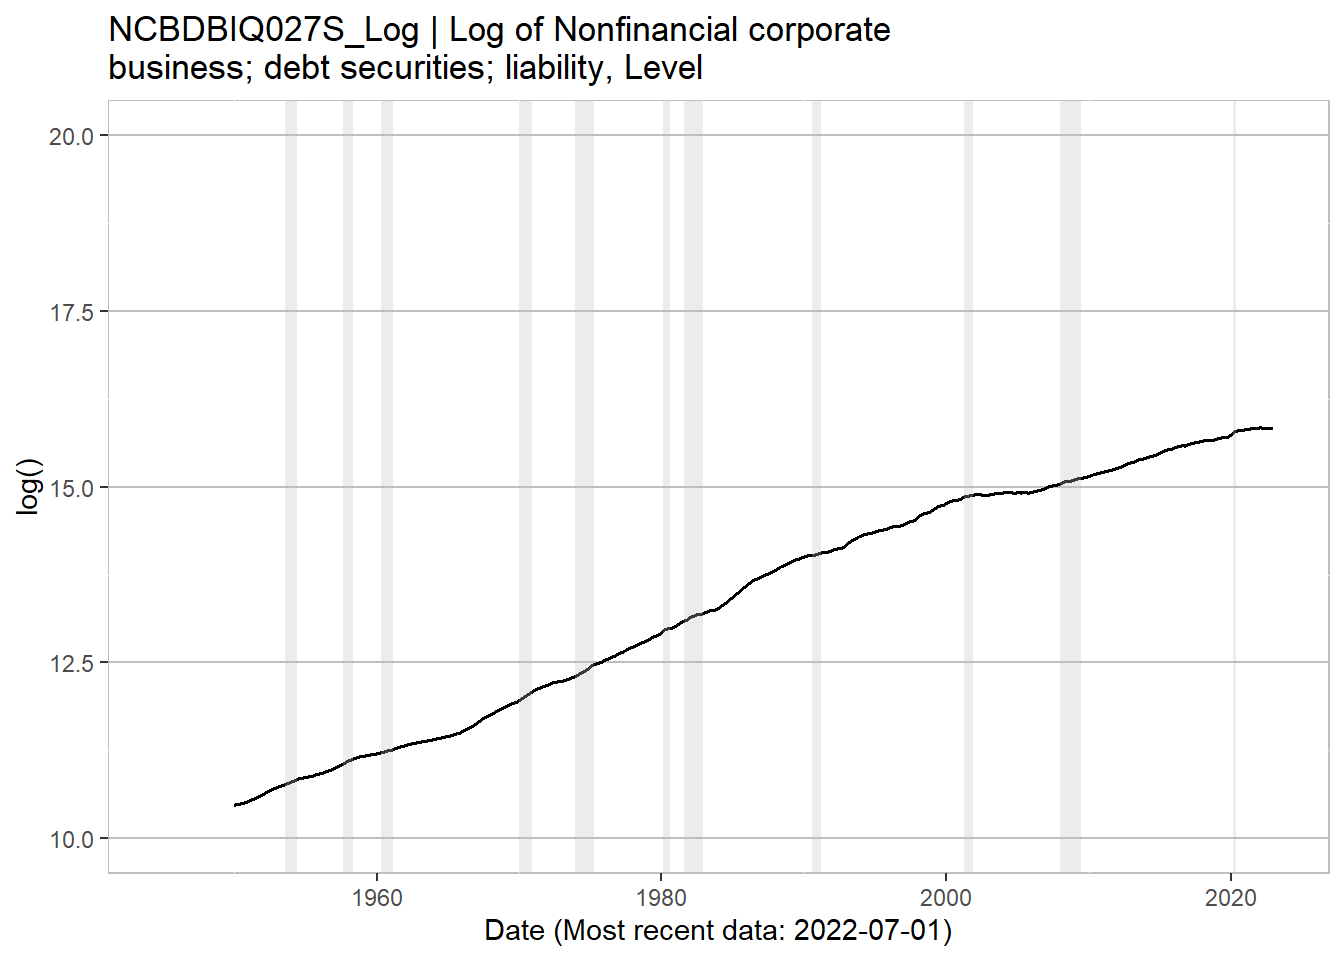 NCBDBIQ027S_Log | Log of Nonfinancial corporate
business; debt securities; liability, Level
20.0
17.5
15.0
12.5
10.0
log()
1960
1980
2000
2020
Date (Most recent data: 2022-07-01)